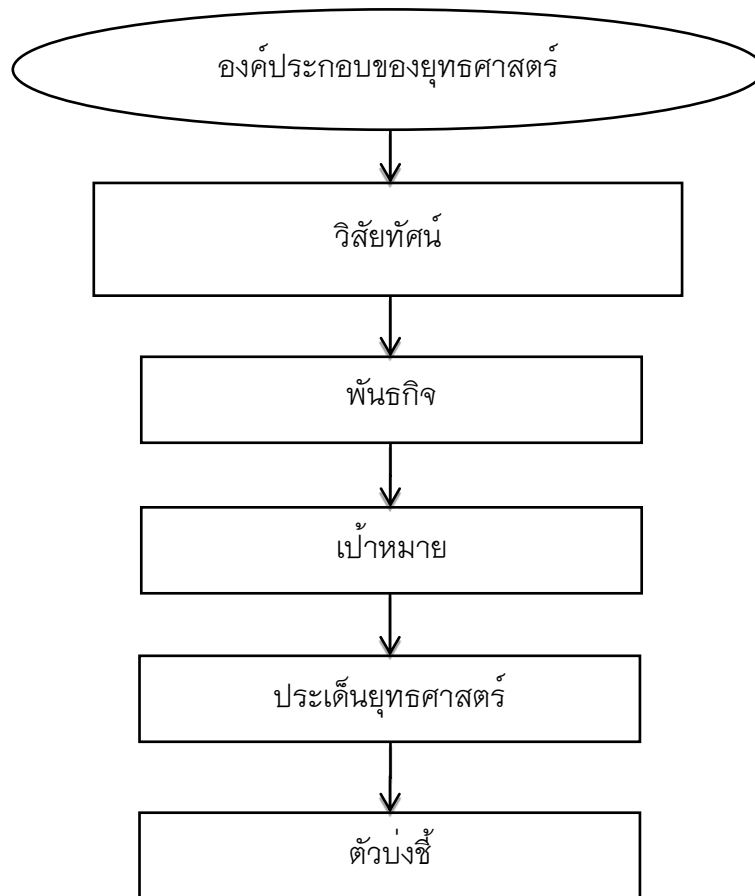 องค์ประกอบของยุทธศาสตร์
วิสัยทัศน์
พันธกิจ
เป้าหมาย
ประเด็นยุทธศาสตร์
ตัวบ่งชี้